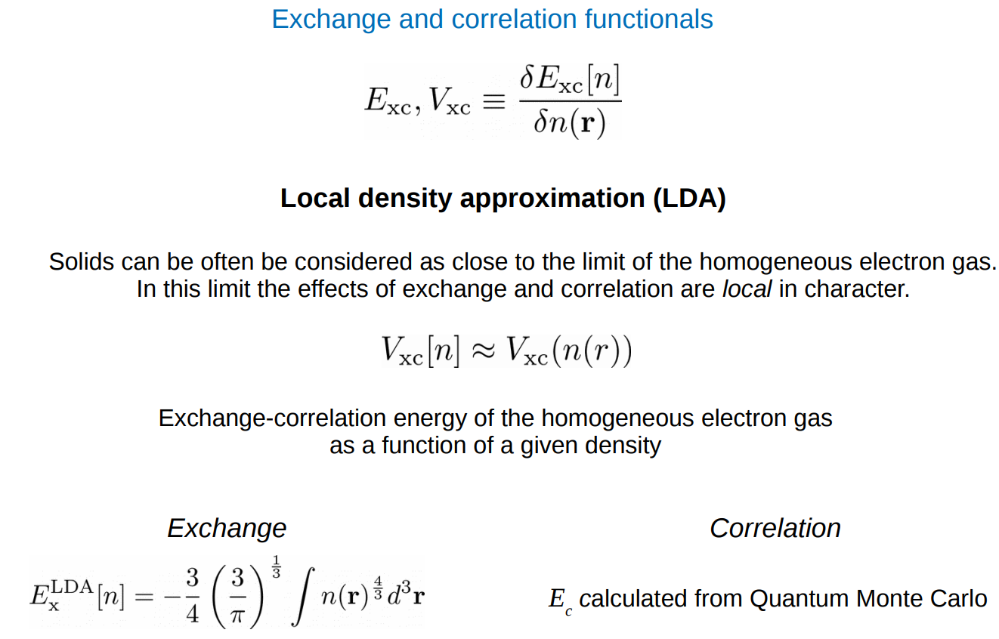 Exchange and correlation functionals
$E_{\mathrm{xc}}, V_{\mathrm{xc}} \equiv \frac{\delta E_{\mathrm{xc}}[n]}{\delta n(\mathbf{r})}$
Local density approximation (LDA)
Solids can be often be considered as close to the limit of the homogeneous electron gas.
In this limit the effects of exchange and correlation are local in character.
$V_{\mathrm{xc}}[n] \approx V_{\mathrm{xc}}(n(r))$
Exchange-correlation energy of the homogeneous electron gas
as a function of a given density
Exchange
Correlation
$E_{\mathrm{x}}^{\mathrm{LDA}}[n] = -\frac{3}{4}\left(\frac{3}{\pi}\right)^{\frac{1}{3}} \int n(\mathbf{r})^{\frac{4}{3}} d^3\mathbf{r}$
$E_c$ calculated from Quantum Monte Carlo